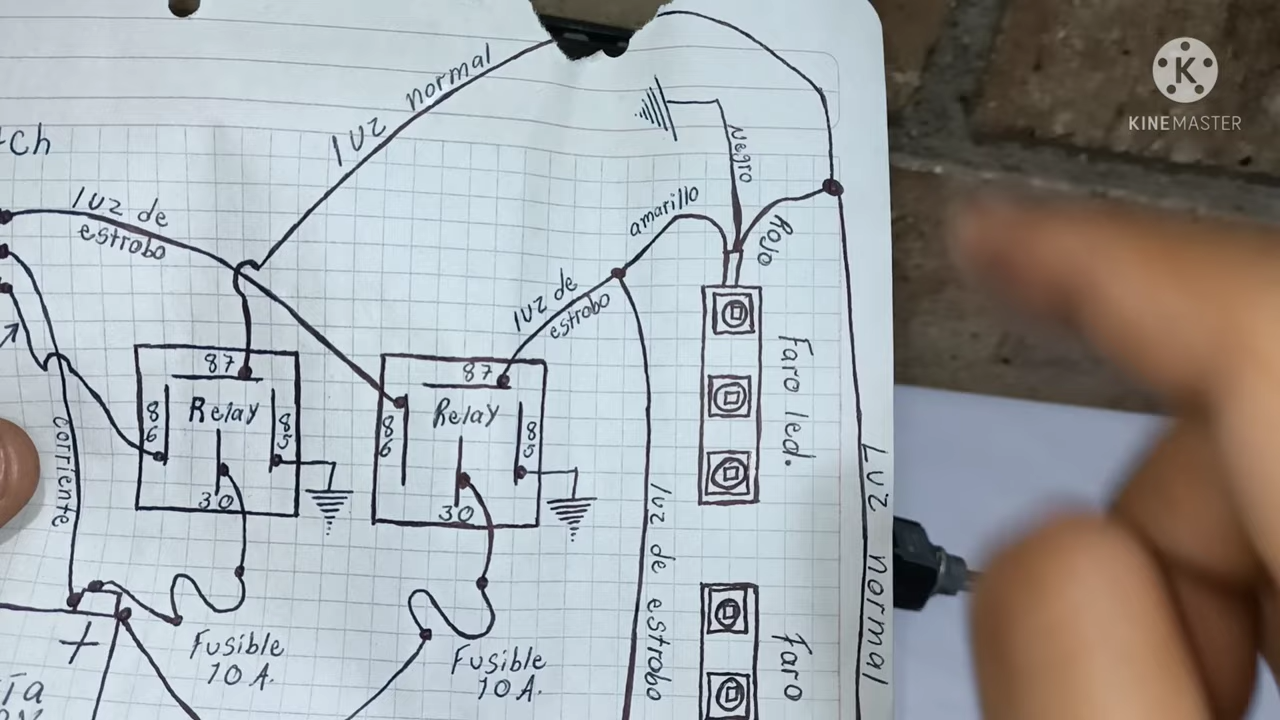 KINEMASTER
luz normal
Negro
tch
luz de
estrobo
amarillo
Rojo
luz de
estrobo
87
Relay
86
85
30
87
Relay
86
85
30
Faro led.
corriente
Luz normal
luz de estrobo
Fusible
10 A.
Fusible
10 A.
Faro
+